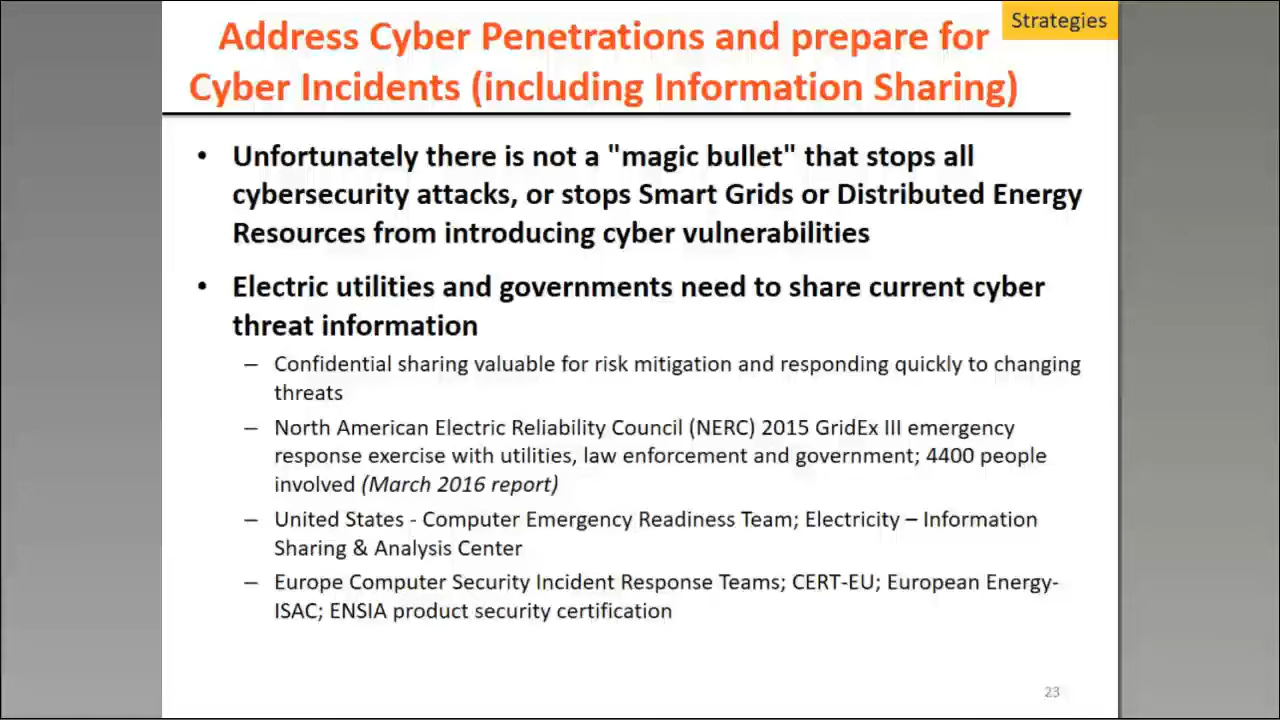 Strategies
Address Cyber Penetrations and prepare for
Cyber Incidents (including Information Sharing)
• Unfortunately there is not a "magic bullet" that stops all
cybersecurity attacks, or stops Smart Grids or Distributed Energy
Resources from introducing cyber vulnerabilities
• Electric utilities and governments need to share current cyber
threat information
– Confidential sharing valuable for risk mitigation and responding quickly to changing
threats
– North American Electric Reliability Council (NERC) 2015 GridEx III emergency
response exercise with utilities, law enforcement and government; 4400 people
involved (March 2016 report)
– United States - Computer Emergency Readiness Team; Electricity – Information
Sharing & Analysis Center
– Europe Computer Security Incident Response Teams; CERT-EU; European Energy-
ISAC; ENSIA product security certification
23